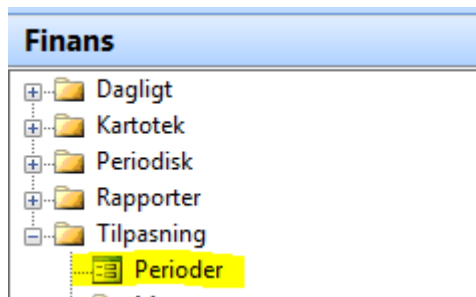 Finans
Dagligt
Kartotek
Periodisk
Rapporter
Tilpasning
Perioder